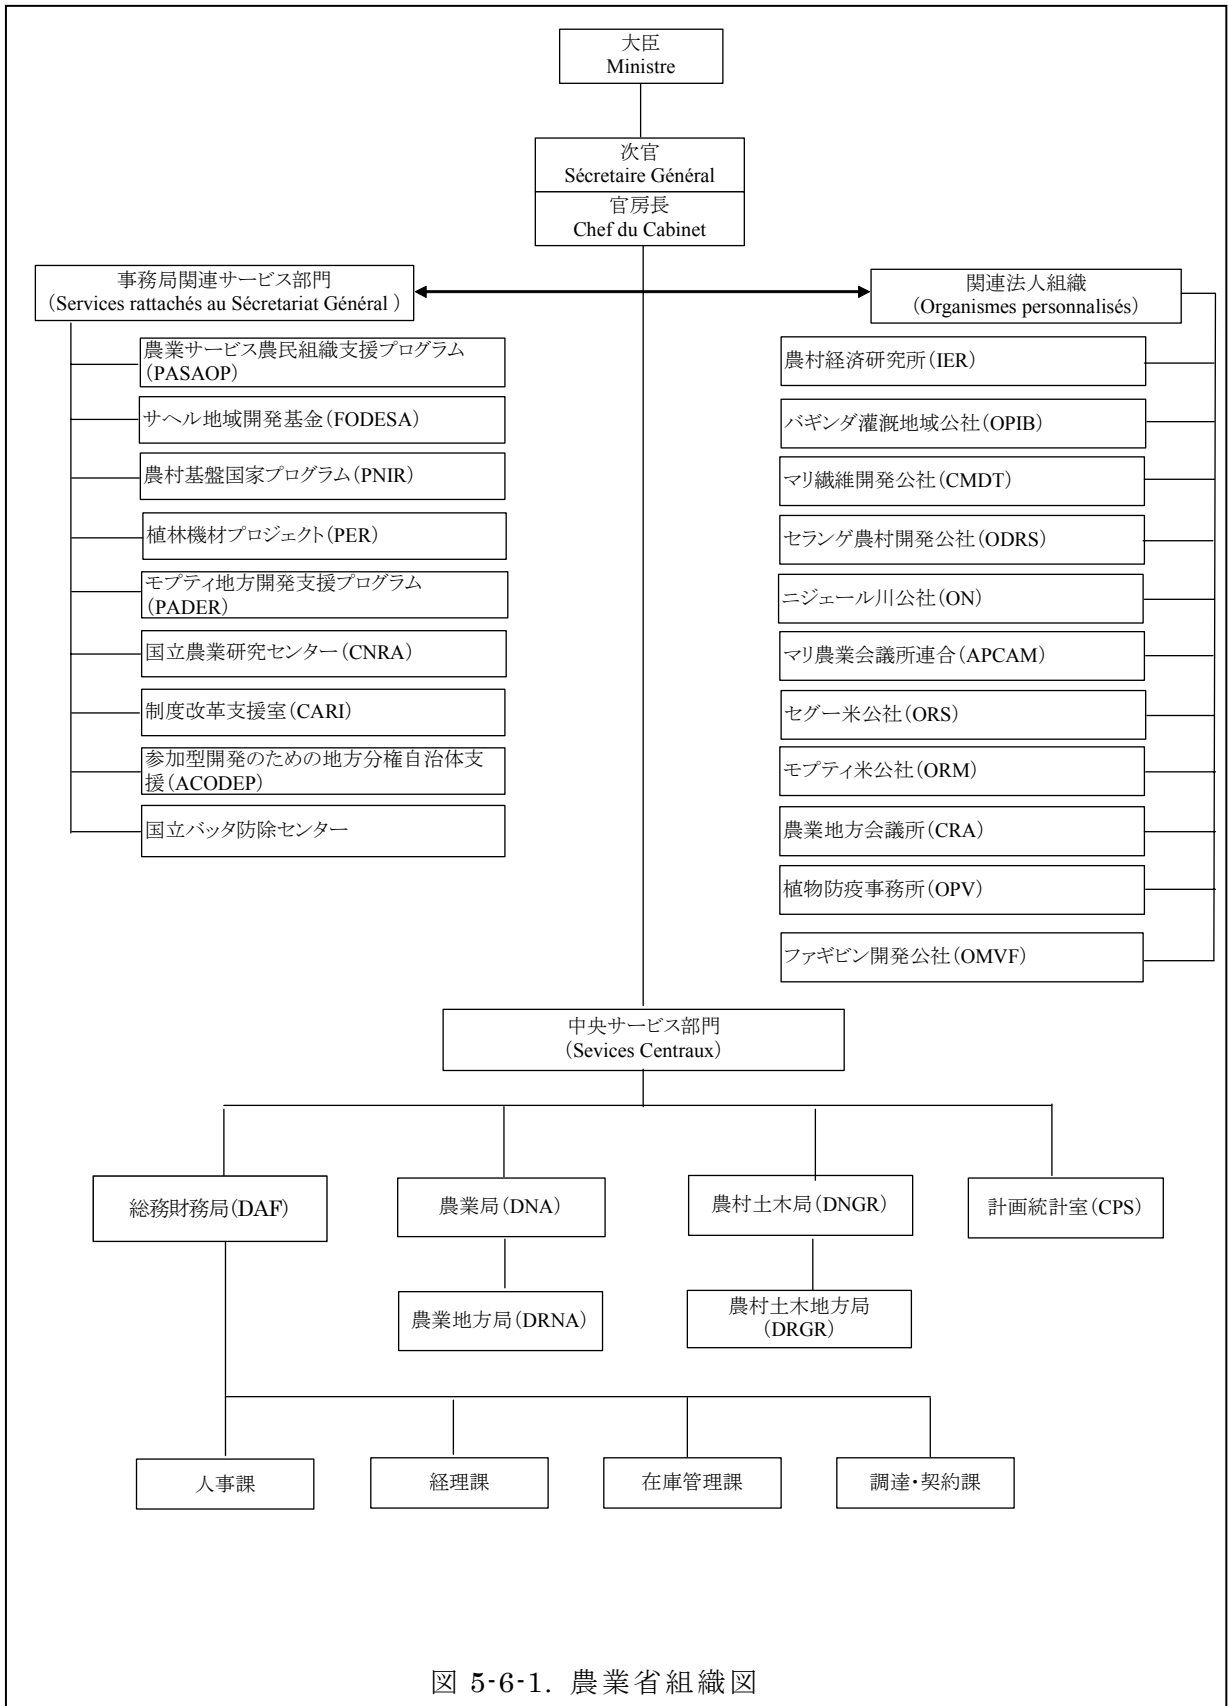 大臣
Ministre
次官
Sécretaire Général
官房長
Chef du Cabinet
事務局関連サービス部門
(Services rattachés au Sécretariat Général )
関連法人組織
(Organismes personnalisés)
農業サービス農民組織支援プログラム
(PASAOP)
サヘル地域開発基金(FODESA)
農村基盤国家プログラム(PNIR)
植林機材プロジェクト(PER)
モプティ地方開発支援プログラム
(PADER)
国立農業研究センター(CNRA)
制度改革支援室(CARI)
参加型開発のための地方分権自治体支
援(ACODEP)
国立バッタ防除センター
農村経済研究所(IER)
バギンダ灌漑地域公社(OPIB)
マリ繊維開発公社(CMDT)
セランゲ農村開発公社(ODRS)
ニジェール川公社(ON)
マリ農業会議所連合(APCAM)
セグー米公社(ORS)
モプティ米公社(ORM)
農業地方会議所(CRA)
植物防疫事務所(OPV)
ファギビン開発公社(OMVF)
中央サービス部門
(Sevices Centraux)
総務財務局(DAF)
農業局(DNA)
農村土木局(DNGR)
計画統計室(CPS)
農業地方局(DRNA)
農村土木地方局
(DRGR)
人事課
経理課
在庫管理課
調達・契約課
図 5-6-1. 農業省組織図